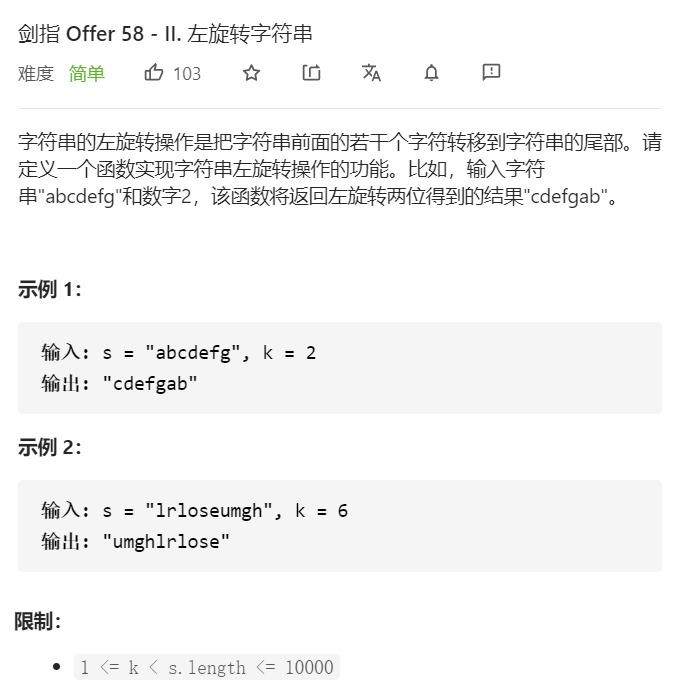 剑指 Offer 58 - II. 左旋转字符串
难度 简单 103
字符串的左旋转操作是把字符串前面的若干个字符转移到字符串的尾部。请
定义一个函数实现字符串左旋转操作的功能。比如，输入字符
串"abcdefg"和数字2，该函数将返回左旋转两位得到的结果"cdefgab"。
示例 1：
输入: s = "abcdefg", k = 2
输出: "cdefgab"
示例 2：
输入: s = "lrloseumgh", k = 6
输出: "umghlrlose"
限制：
1 <= k < s.length <= 10000